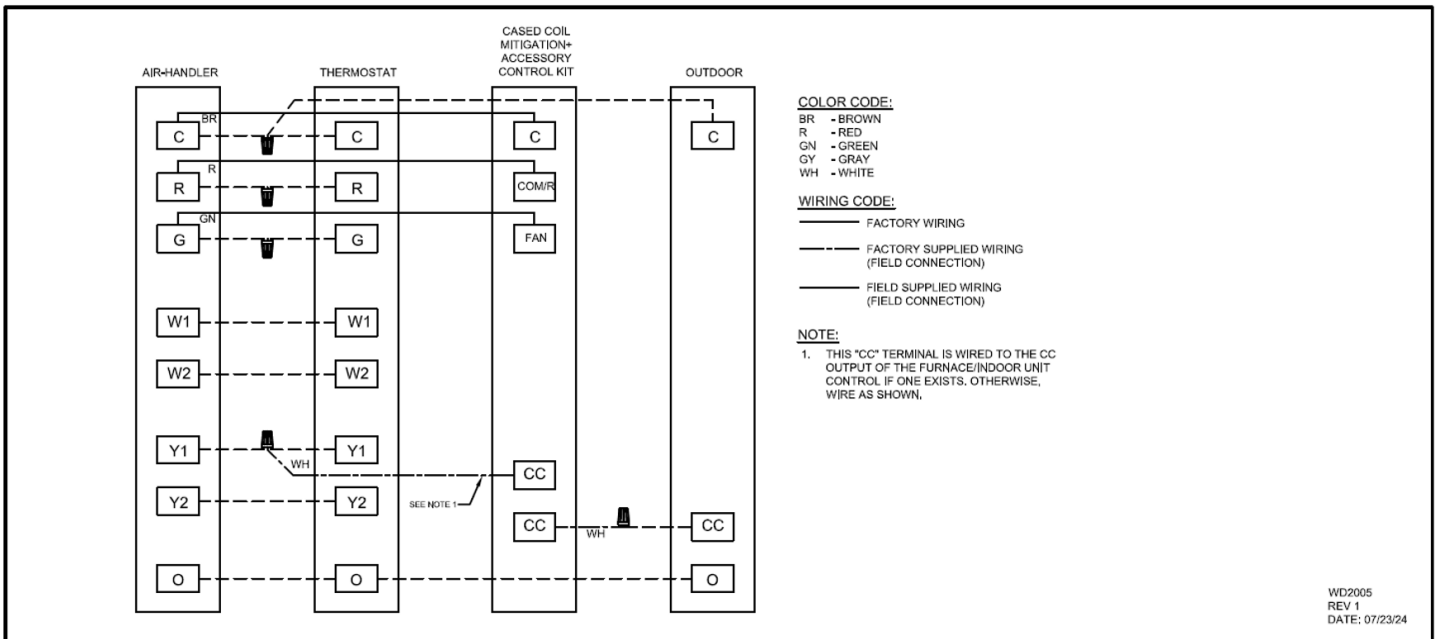 CASED COIL
MITIGATION+
ACCESSORY
CONTROL KIT
AIR-HANDLER
THERMOSTAT
OUTDOOR
BR
C
C
C
C
R
R
R
COM/R
GN
G
G
FAN
W1
W1
W2
W2
Y1
Y1
WH
CC
Y2
Y2
SEE NOTE 1
CC
WH
CC
O
O
O
COLOR CODE:
BR - BROWN
R - RED
GN - GREEN
GY - GRAY
WH - WHITE
WIRING CODE:
FACTORY WIRING
FACTORY SUPPLIED WIRING
(FIELD CONNECTION)
FIELD SUPPLIED WIRING
(FIELD CONNECTION)
NOTE:
1. THIS "CC" TERMINAL IS WIRED TO THE CC
OUTPUT OF THE FURNACE/INDOOR UNIT
CONTROL IF ONE EXISTS. OTHERWISE,
WIRE AS SHOWN.
WD2005
REV 1
DATE: 07/23/24